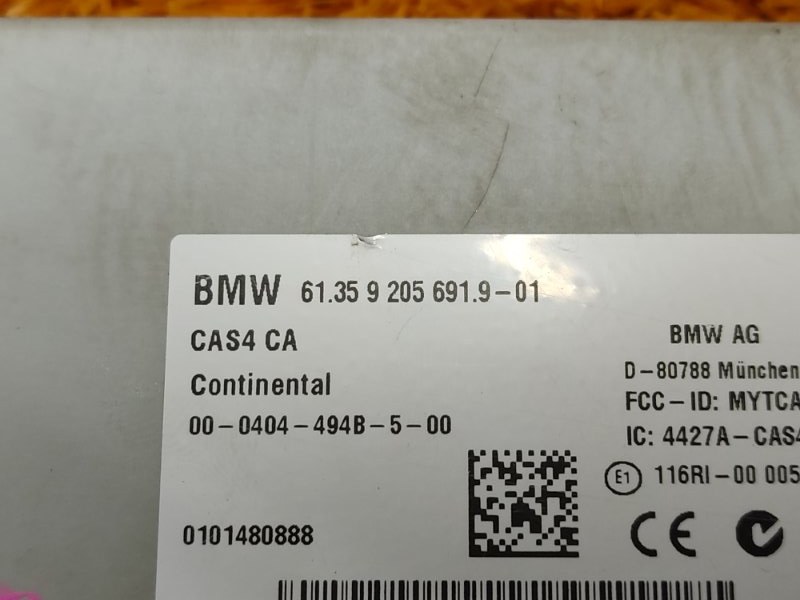 BMW 61.35 9 205 691.9-01
CAS4 CA
Continental
00-0404-494B-5-00
0101480888
BMW AG
D-80788 München
FCC-ID: MYTCA
IC: 4427A-CAS4
E1 116RI-00 005
CE